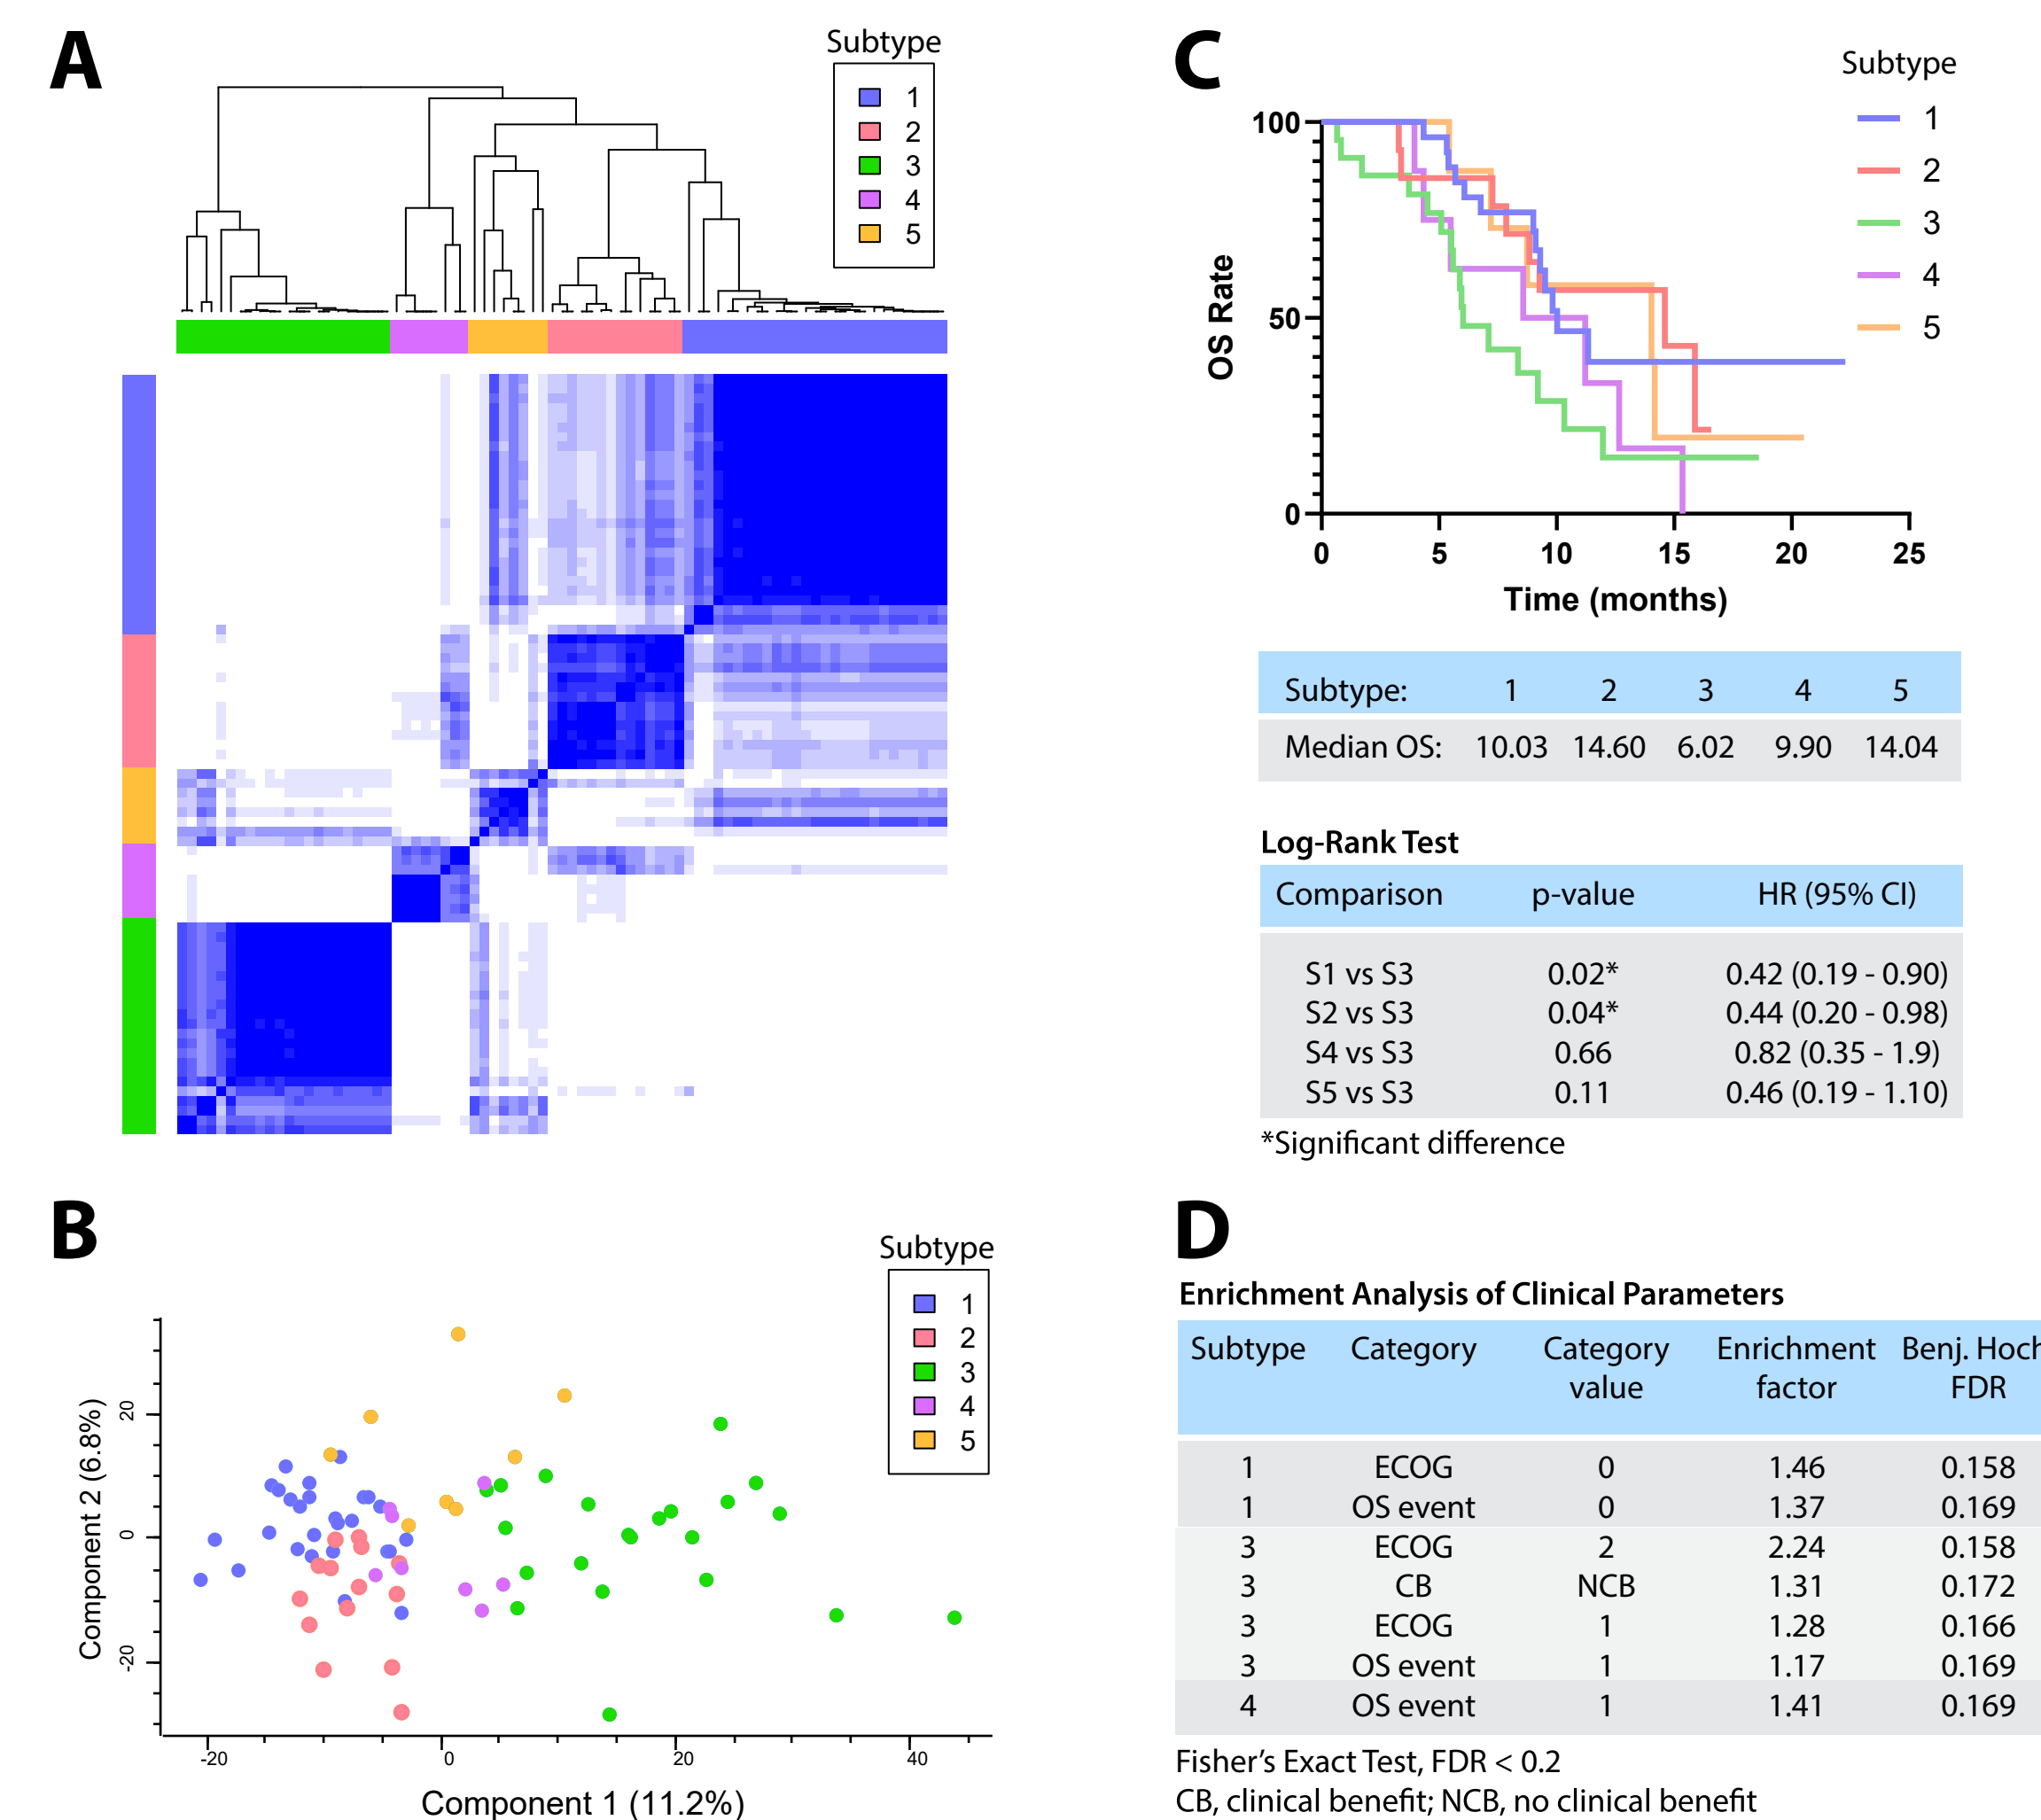 A
Subtype
1
2
3
4
5
B
Subtype
1
2
3
4
5
Component 2 (6.8%)
20
0
-20
-20 0 20 40
Component 1 (11.2%)
C
Subtype
1
2
3
4
5
OS Rate
100
50
0
0 5 10 15 20 25
Time (months)
Subtype: 1 2 3 4 5
Median OS: 10.03 14.60 6.02 9.90 14.04
Log-Rank Test
Comparison p-value HR (95% CI)
S1 vs S3 0.02* 0.42 (0.19 - 0.90)
S2 vs S3 0.04* 0.44 (0.20 - 0.98)
S4 vs S3 0.66 0.82 (0.35 - 1.9)
S5 vs S3 0.11 0.46 (0.19 - 1.10)
*Significant difference
D
Enrichment Analysis of Clinical Parameters
Subtype Category Category Enrichment Benj. Hoch
value factor FDR
1 ECOG 0 1.46 0.158
1 OS event 0 1.37 0.169
3 ECOG 2 2.24 0.158
3 CB NCB 1.31 0.172
3 ECOG 1 1.28 0.166
3 OS event 1 1.17 0.169
4 OS event 1 1.41 0.169
Fisher's Exact Test, FDR < 0.2
CB, clinical benefit; NCB, no clinical benefit